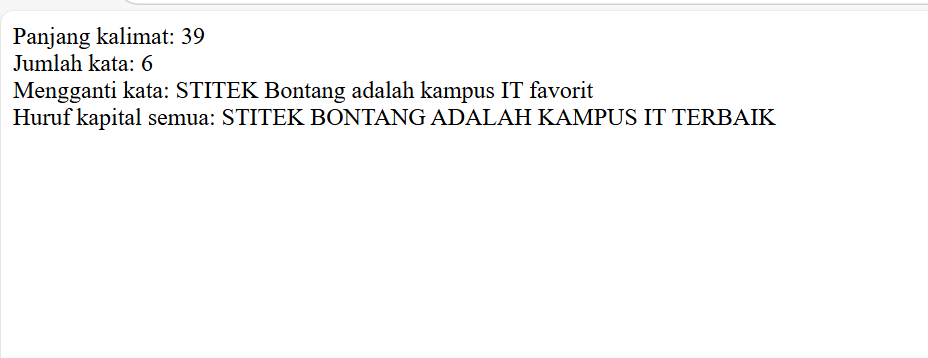 Panjang kalimat: 39
Jumlah kata: 6
Mengganti kata: STITEK Bontang adalah kampus IT favorit
Huruf kapital semua: STITEK BONTANG ADALAH KAMPUS IT TERBAIK